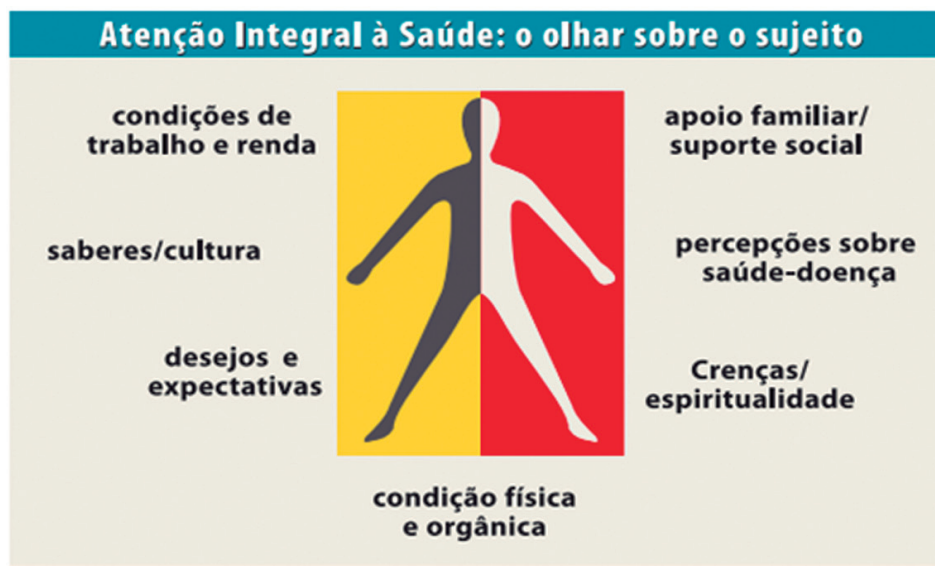 Atenção Integral à Saúde: o olhar sobre o sujeito
condições de
trabalho e renda
saberes/cultura
desejos e
expectativas
apoio familiar/
suporte social
percepções sobre
saúde-doença
Crenças/
espiritualidade
condição física
e orgânica